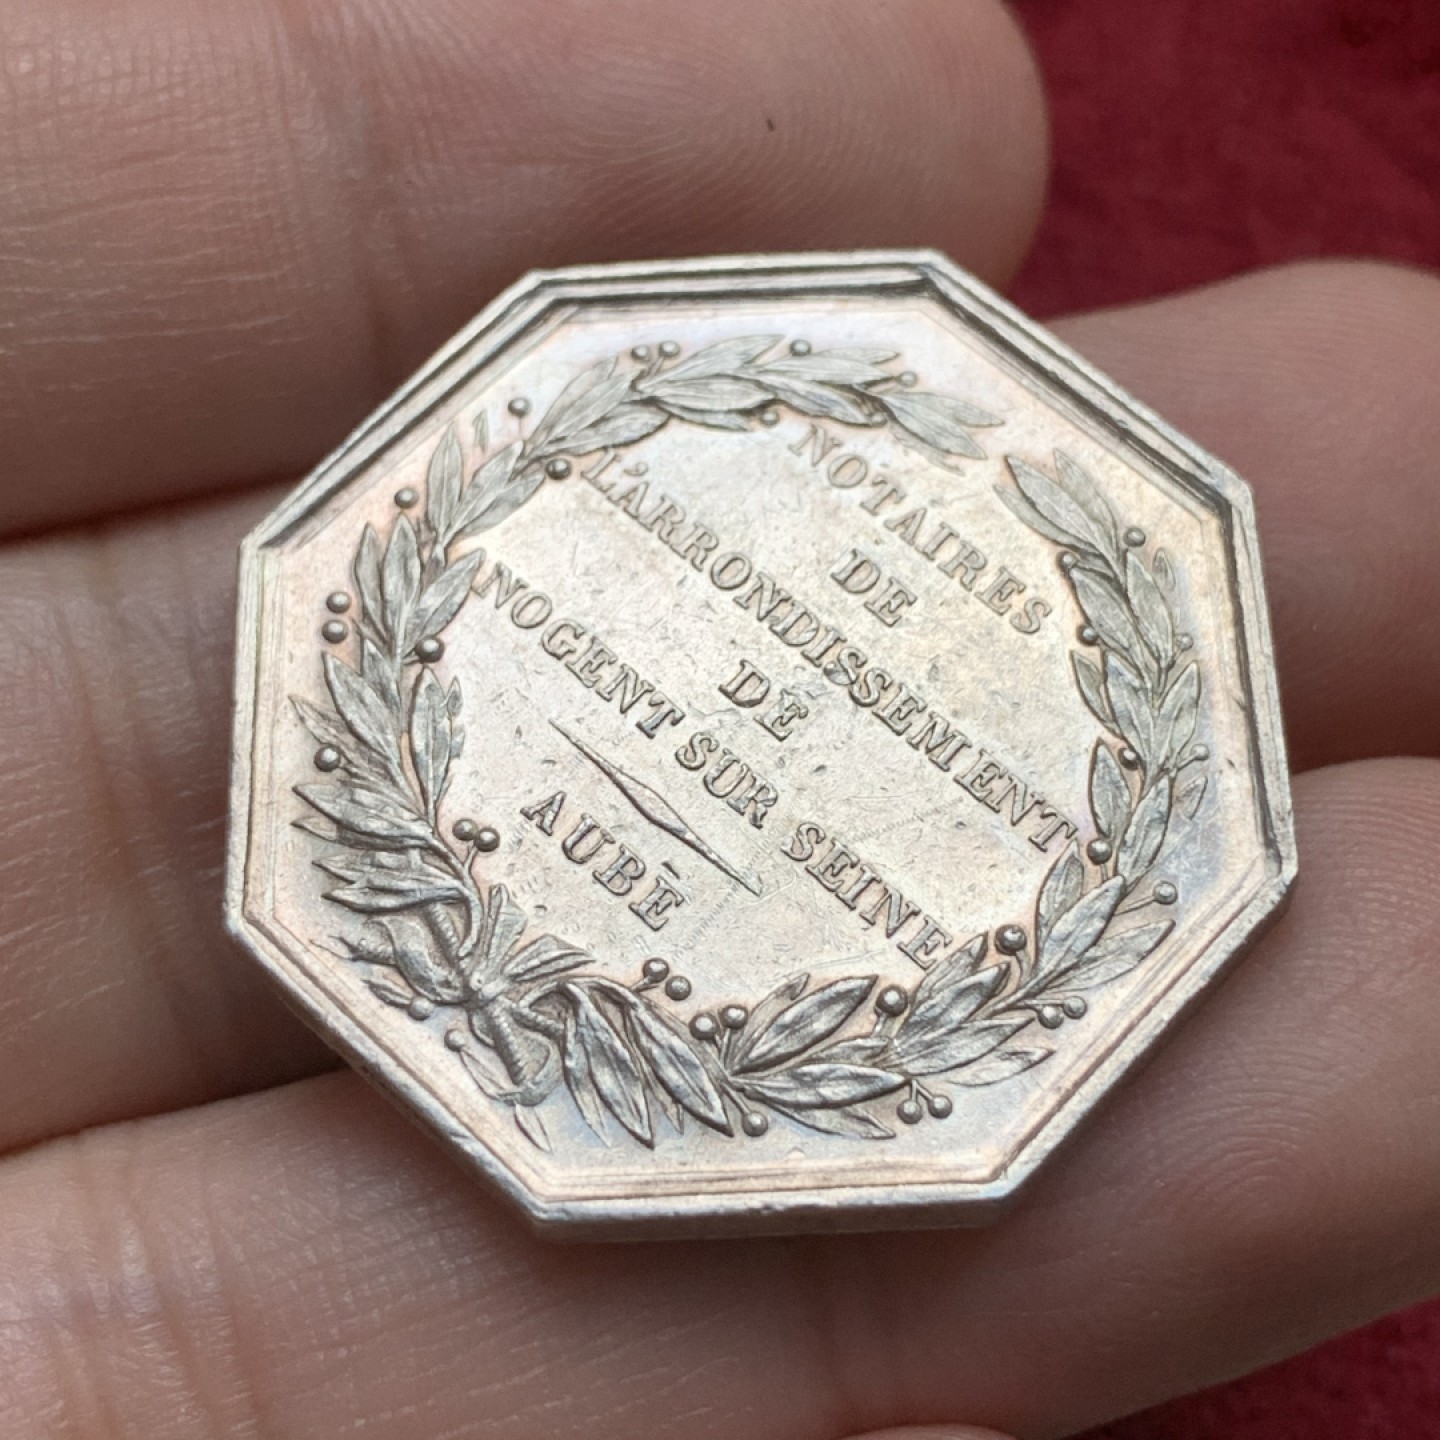 NOTAIRES
DE
L'ARRONDISSEMENT
DE
NOGENT SUR SEINE
AUBE